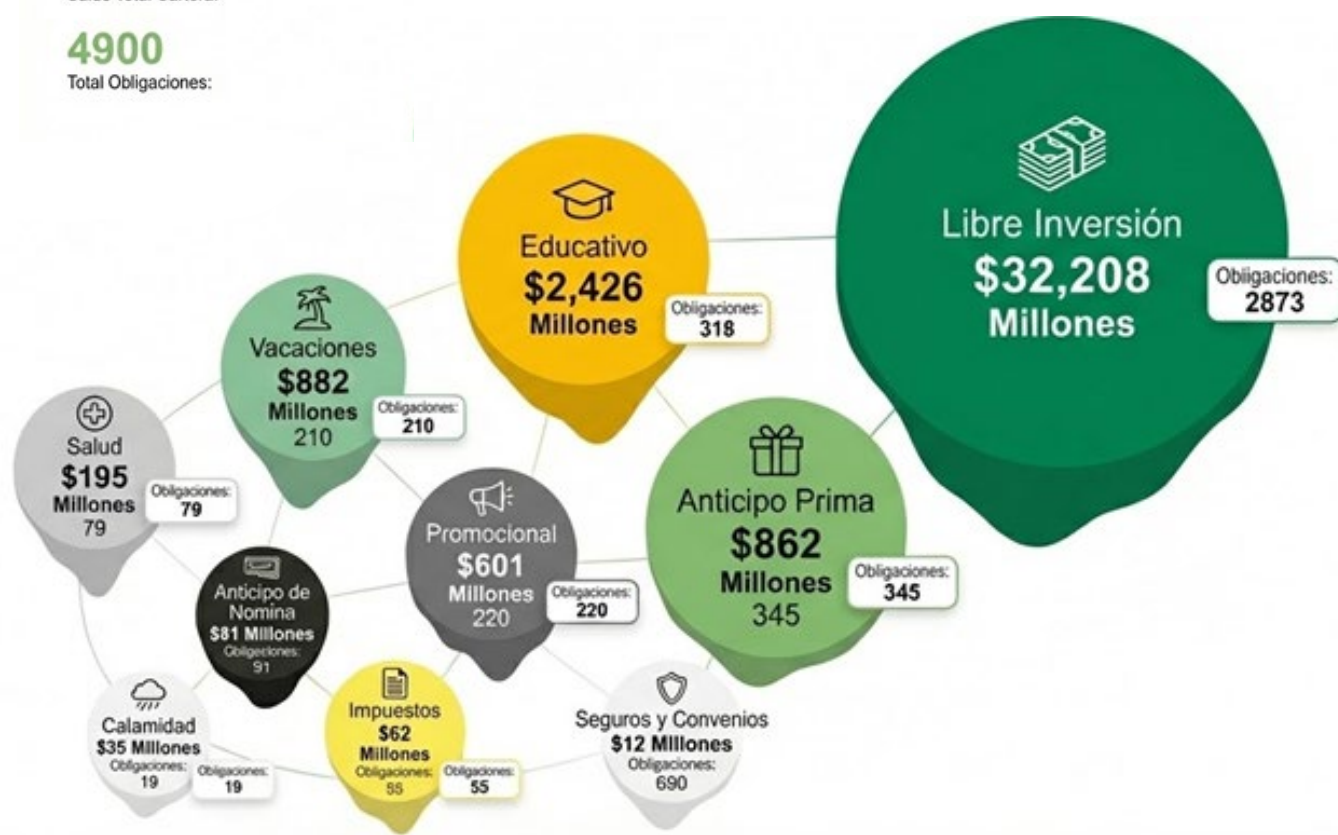 4900
Total Obligaciones:
Libre Inversión
$32,208
Millones
Obligaciones:
2873
Educativo
$2,426
Millones
Obligaciones:
318
Vacaciones
$882
Millones
210
Obligaciones:
210
Salud
$195
Millones
79
Obligaciones:
79
Anticipo Prima
$862
Millones
345
Obligaciones:
345
Promocional
$601
Millones
220
Obligaciones:
220
Anticipo de
Nomina
$81 Millones
Obligaciones:
91
Calamidad
$35 Millones
Obligaciones:
19
Obligaciones:
19
Impuestos
$62
Millones
Obligaciones:
55
Obligaciones:
55
Seguros y Convenios
$12 Millones
Obligaciones:
690